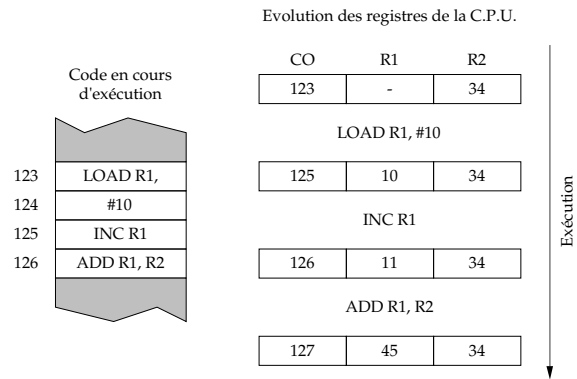 Evolution des registres de la C.P.U.
Code en cours
d'exécution
123 LOAD R1,
124 #10
125 INC R1
126 ADD R1, R2
CO R1 R2
123 - 34
LOAD R1, #10
125 10 34
INC R1
126 11 34
ADD R1, R2
127 45 34
Exécution